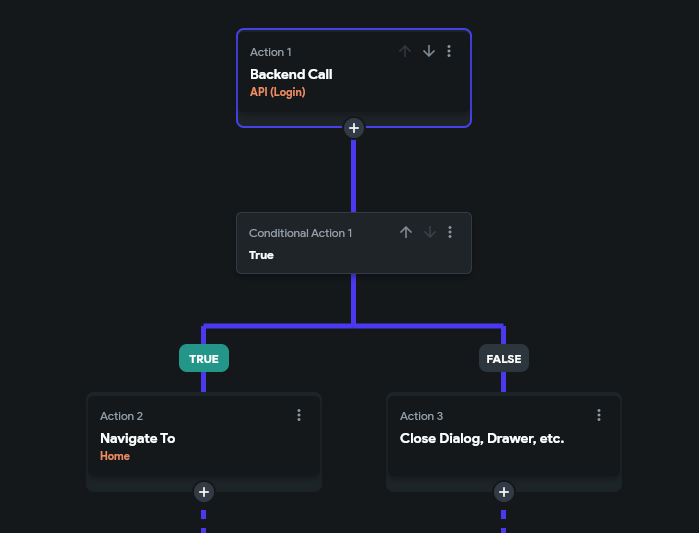 Action 1
Backend Call
API (Login)
Conditional Action 1
True
TRUE
FALSE
Action 2
Navigate To
Home
Action 3
Close Dialog, Drawer, etc.